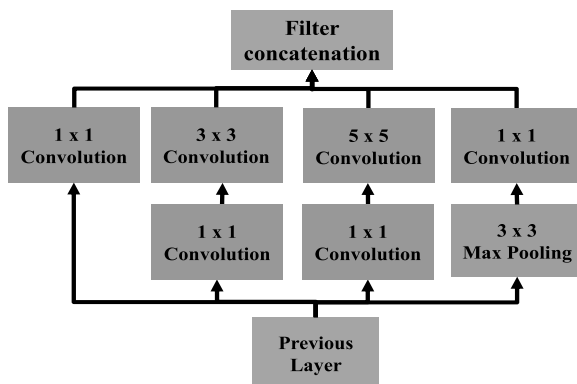 Filter
concatenation
1 x 1
Convolution
3 x 3
Convolution
5 x 5
Convolution
1 x 1
Convolution
1 x 1
Convolution
1 x 1
Convolution
3 x 3
Max Pooling
Previous
Layer